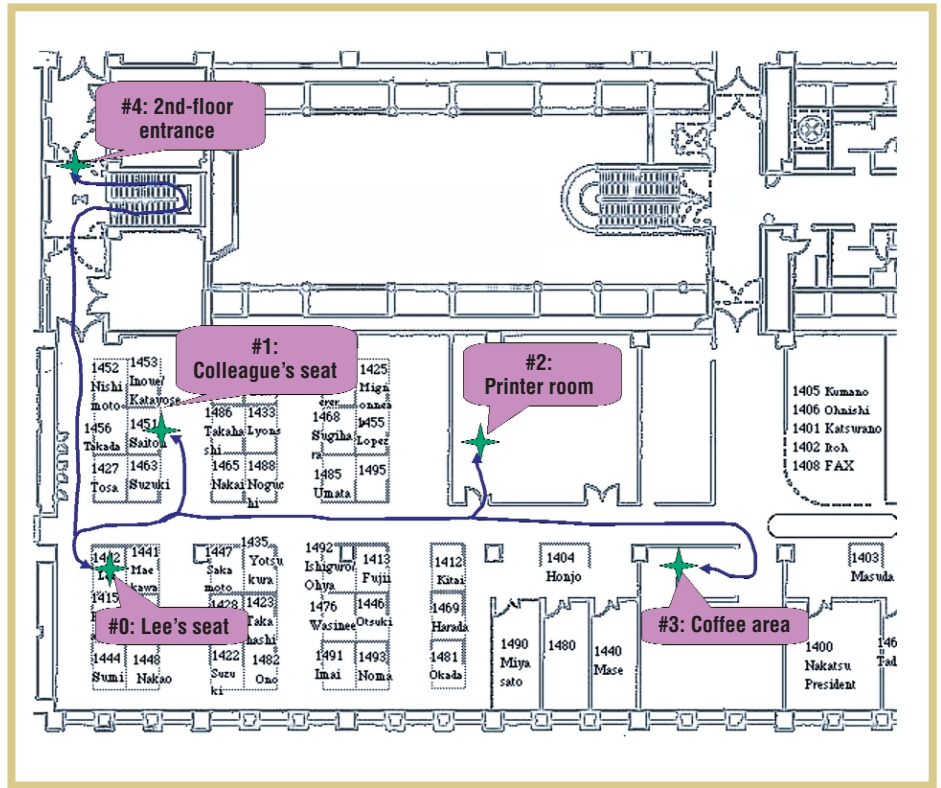 #4: 2nd-floor
entrance
#1:
Colleague's seat
#2:
Printer room
1452
Nishi
moto
1453
Inoue/
Katayose
1425
Mign
onnea
1456
Takada
1451
Saitoh
1486
Takaha
shi
1433
Lyons
1468
Sugiha
ra
1455
Lopez
1427
Tosa
1463
Suzuki
1465
Nakai
1488
Noguc
hi
1485
Umata
1495
1405 Kumano
1406 Ohnishi
1401 Katsurano
1402 Itoh
1408 FAX
1442
1441
Mae
kawa
1447
Saka
moto
1435
Yotsu
kura
1492
Ishiguro/
Ohya
1413
Fujii
1412
Kitai
1404
Honjo
1403
Masuda
1415
1428
1423
Taka
hashi
1476
Wasinee
1446
Otsuki
1469
Harada
#0: Lee's seat
#3: Coffee area
1444
Sumi
1448
Nakao
1422
Suzu
ki
1482
Ono
1491
Imai
1493
Noma
1481
Okada
1490
Miya
sato
1480
1440
Mase
1400
Nakatsu
President
146
Tad